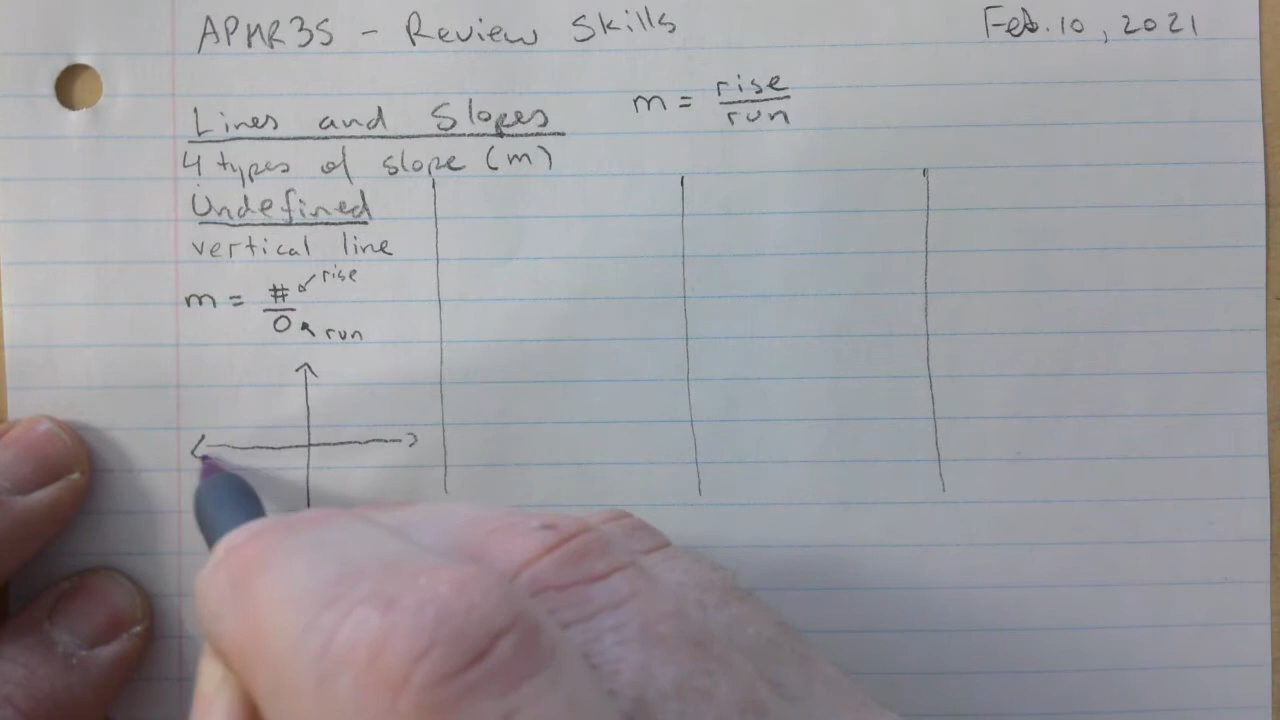 APMR3S - Review Skills
Feb. 10, 2021
Lines and Slopes
m = rise/run
4 types of slope (m)
Undefined
vertical line
m = #/0
rise
run